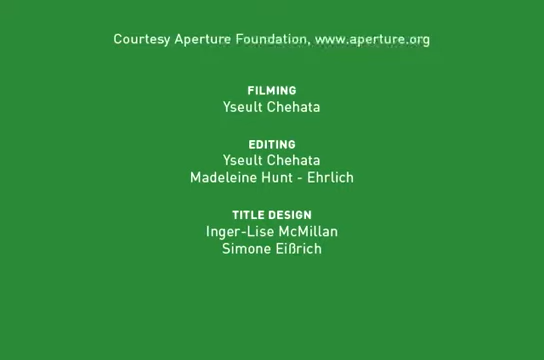 Courtesy Aperture Foundation, www.aperture.org
FILMING
Yseult Chehata
EDITING
Yseult Chehata
Madeleine Hunt - Ehrlich
TITLE DESIGN
Inger-Lise McMillan
Simone Eißrich